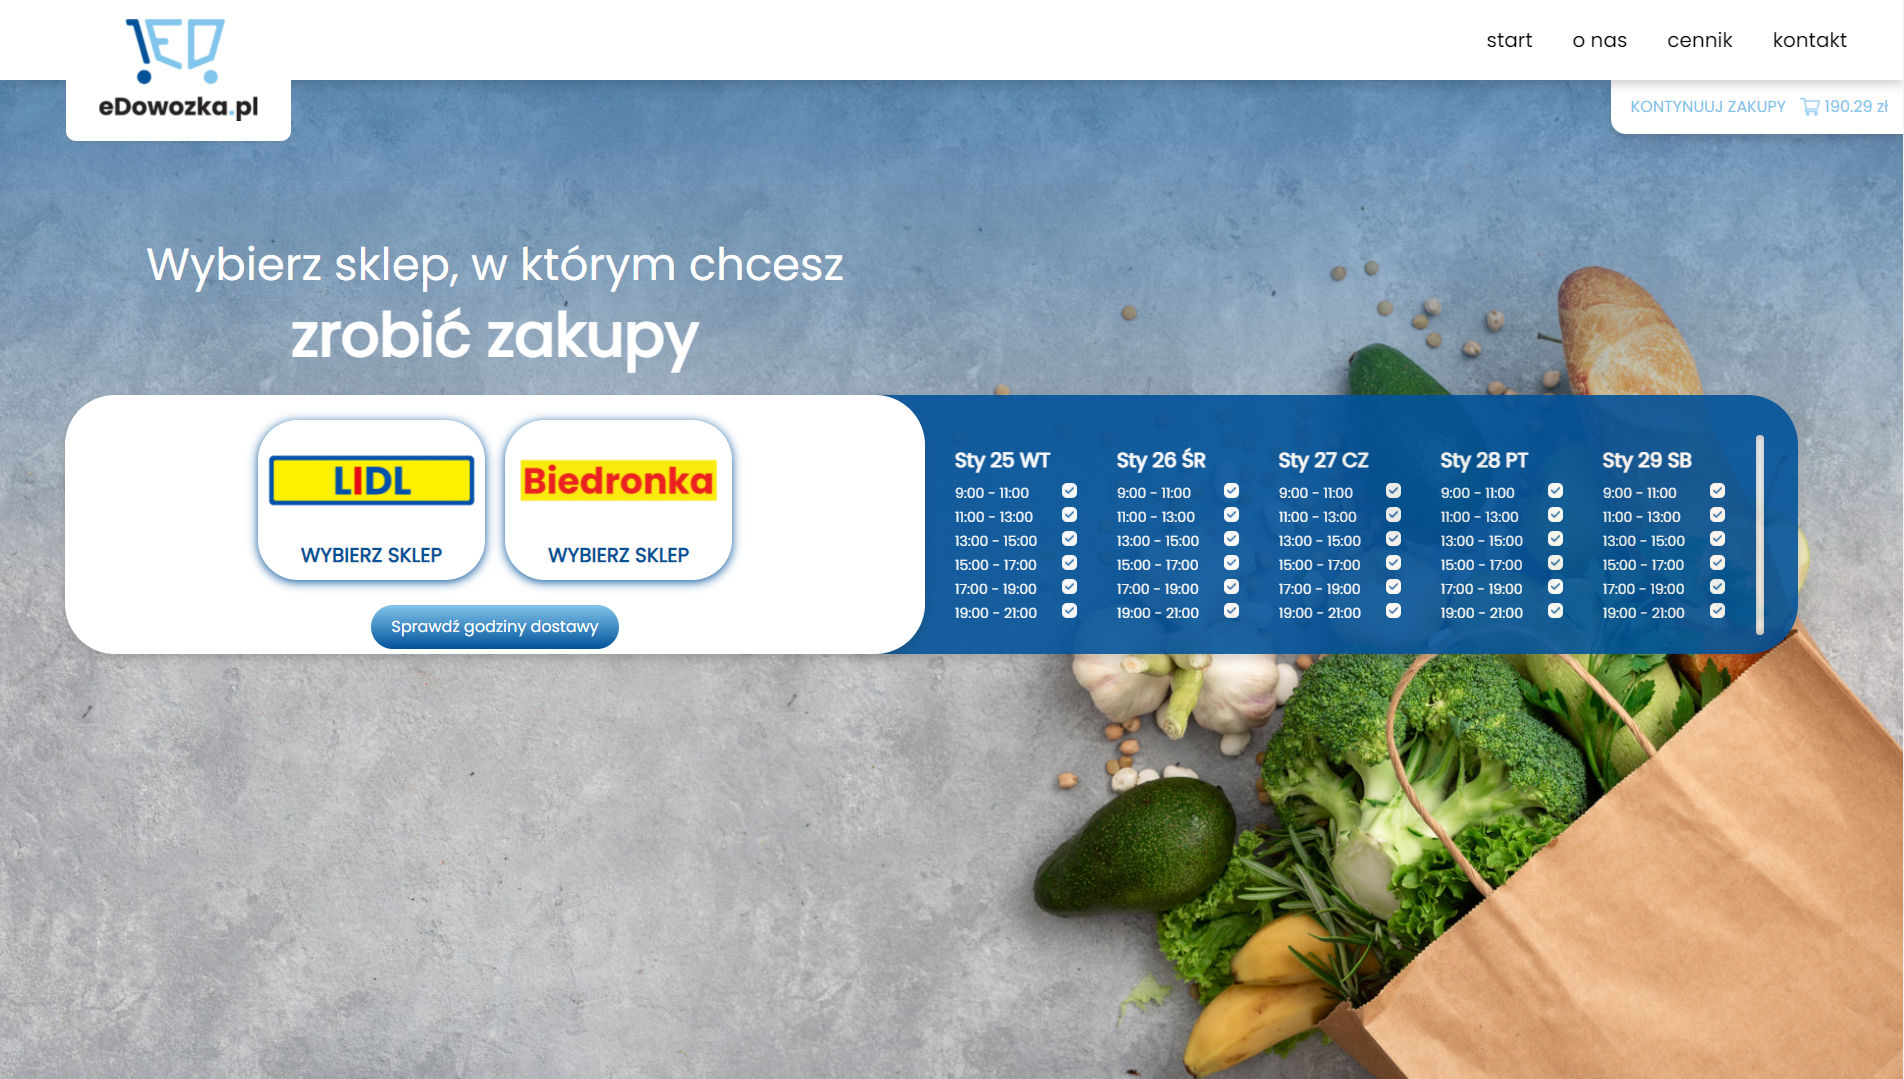 start
o nas
cennik
kontakt
eDowozka.pl
KONTYNUUJ ZAKUPY
190.29 zł
Wybierz sklep, w którym chcesz
zrobić zakupy
LIDL
WYBIERZ SKLEP
Biedronka
WYBIERZ SKLEP
Sprawdź godziny dostawy
Sty 25 WT
9:00 - 11:00
11:00 - 13:00
13:00 - 15:00
15:00 - 17:00
17:00 - 19:00
19:00 - 21:00
Sty 26 ŚR
9:00 - 11:00
11:00 - 13:00
13:00 - 15:00
15:00 - 17:00
17:00 - 19:00
19:00 - 21:00
Sty 27 CZ
9:00 - 11:00
11:00 - 13:00
13:00 - 15:00
15:00 - 17:00
17:00 - 19:00
19:00 - 21:00
Sty 28 PT
9:00 - 11:00
11:00 - 13:00
13:00 - 15:00
15:00 - 17:00
17:00 - 19:00
19:00 - 21:00
Sty 29 SB
9:00 - 11:00
11:00 - 13:00
13:00 - 15:00
15:00 - 17:00
17:00 - 19:00
19:00 - 21:00